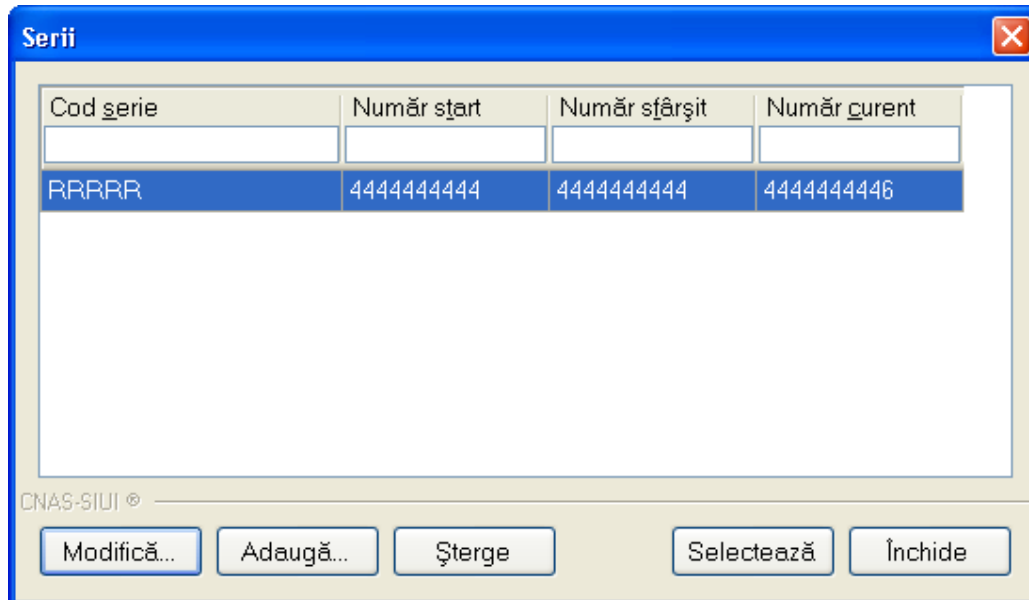 Serii
Cod serie Număr start Număr sfârşit Număr curent
RRRRR 4444444444 4444444444 4444444446
CNAS-SIUI ®
Modifică... Adaugă... Şterge Selectează Închide